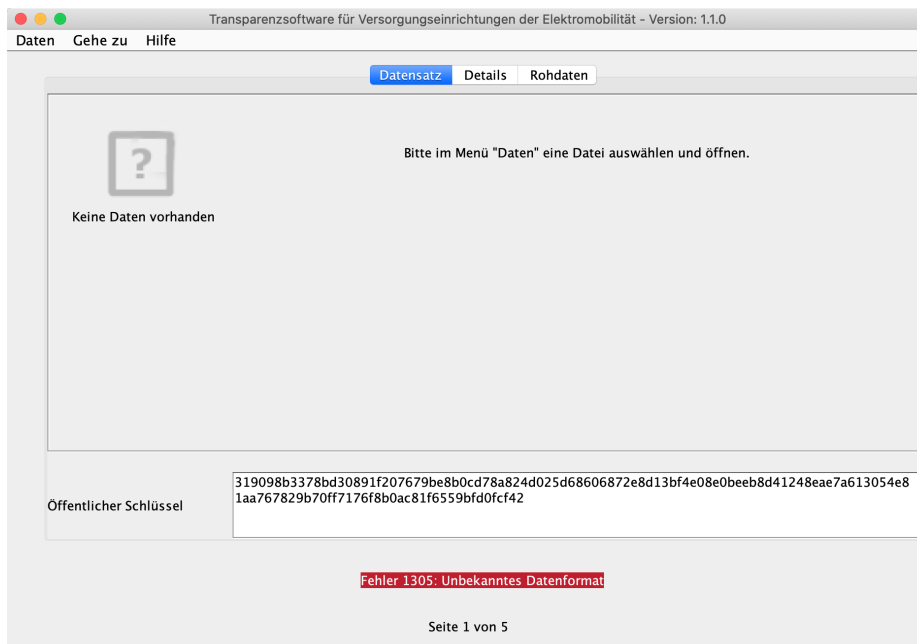 Transparenzsoftware für Versorgungseinrichtungen der Elektromobilität - Version: 1.1.0
Daten Gehe zu Hilfe
Datensatz Details Rohdaten
?
Bitte im Menü "Daten" eine Datei auswählen und öffnen.
Keine Daten vorhanden
Öffentlicher Schlüssel
319098b3378bd30891f207679be8b0cd78a824d025d68606872e8d13bf4e08e0beeb8d41248eae7a613054e8
1aa767829b70ff7176f8b0ac81f6559bfd0fcf42
Fehler 1305: Unbekanntes Datenformat
Seite 1 von 5